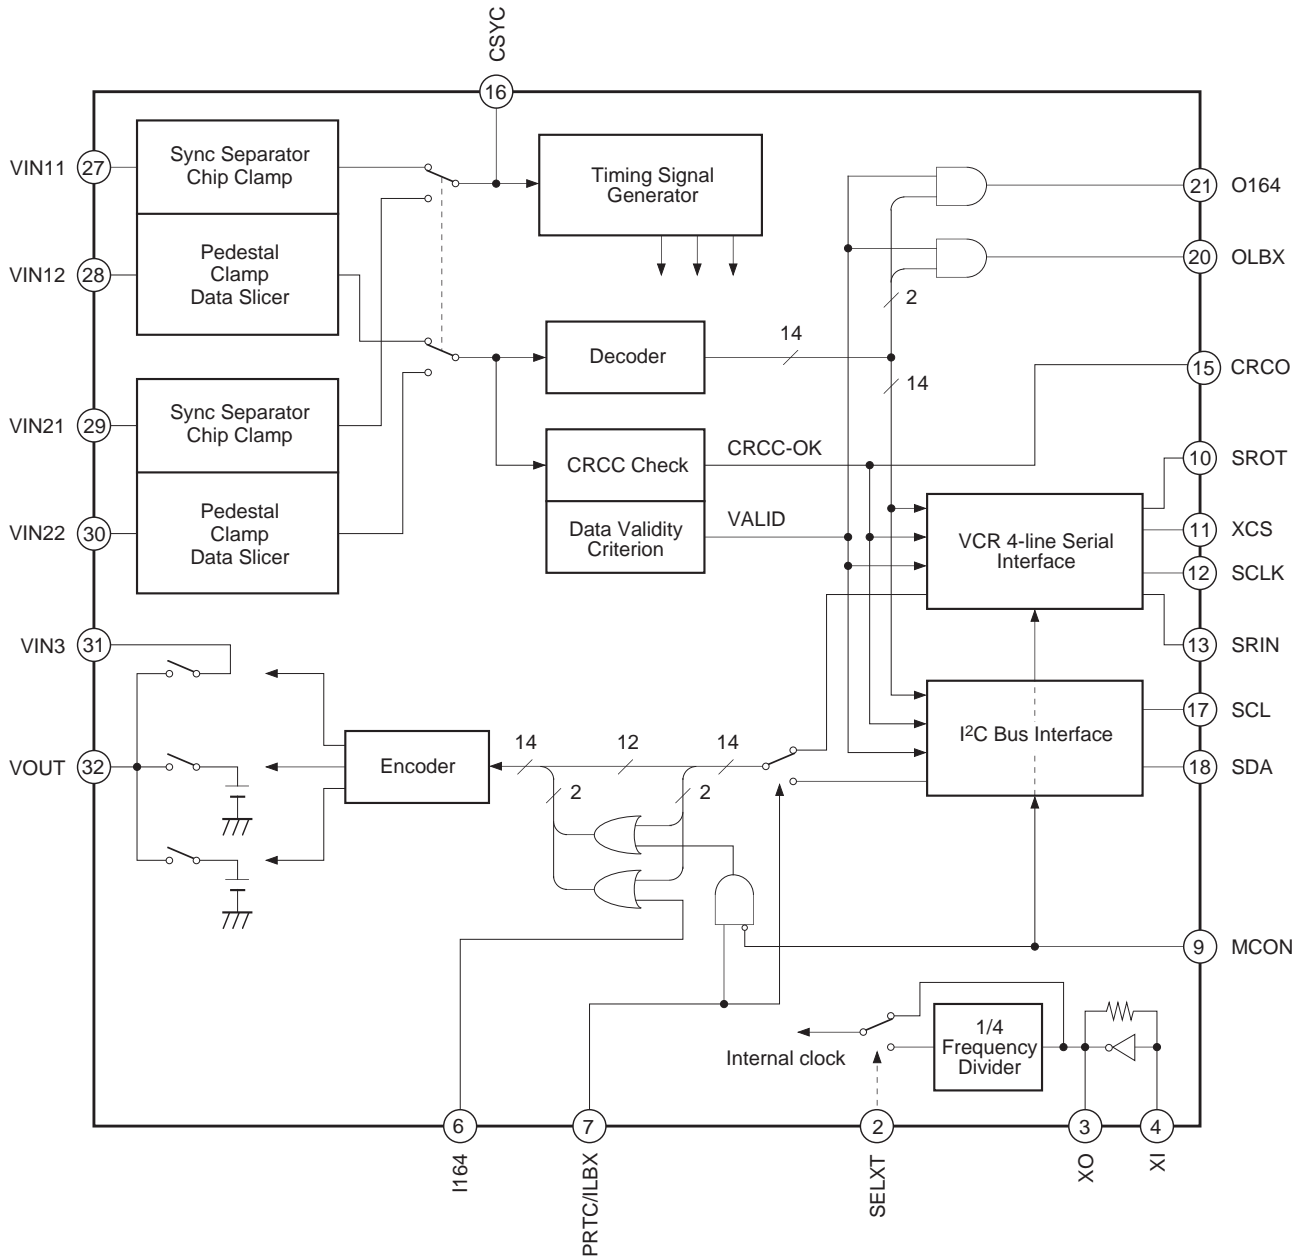 CSYC
16
VIN11
27
Sync Separator
Chip Clamp
VIN12
28
Pedestal
Clamp
Data Slicer
Timing Signal
Generator
21
O164
20
OLBX
2
Decoder
14
14
15
CRCO
VIN21
29
Sync Separator
Chip Clamp
VIN22
30
Pedestal
Clamp
Data Slicer
CRCC Check
CRCC-OK
Data Validity
Criterion
VALID
VCR 4-line Serial
Interface
10
SROT
11
XCS
12
SCLK
13
SRIN
VIN3
31
VOUT
32
Encoder
14
12
14
2
2
I2C Bus Interface
17
SCL
18
SDA
9
MCON
Internal clock
1/4
Frequency
Divider
6
I164
7
PRTC/ILBX
2
SELXT
3
XO
4
XI